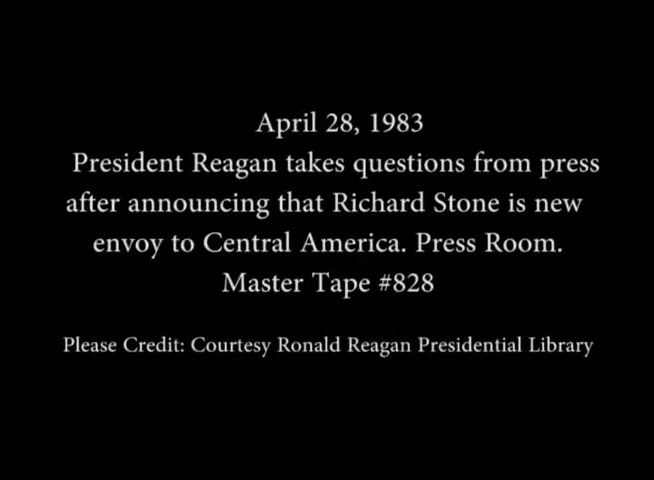 April 28, 1983
President Reagan takes questions from press
after announcing that Richard Stone is new
envoy to Central America. Press Room.
Master Tape #828
Please Credit: Courtesy Ronald Reagan Presidential Library